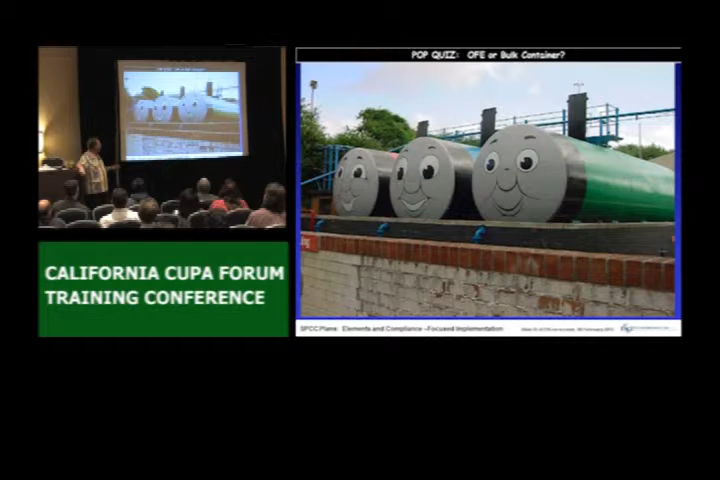 POP QUIZ: OFE or Bulk Container?
CALIFORNIA CUPA FORUM
TRAINING CONFERENCE
SPCC Plans: Elements and Compliance -Focused Implementation